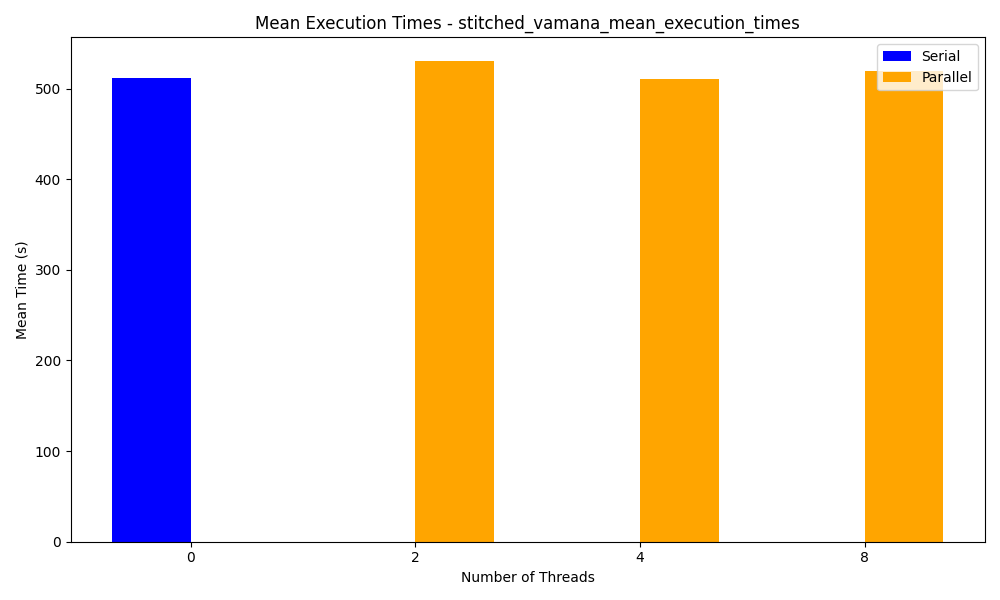 Mean Execution Times - stitched_vamana_mean_execution_times
Serial
Parallel
500
400
300
200
100
0
Mean Time (s)
0 2 4 8
Number of Threads